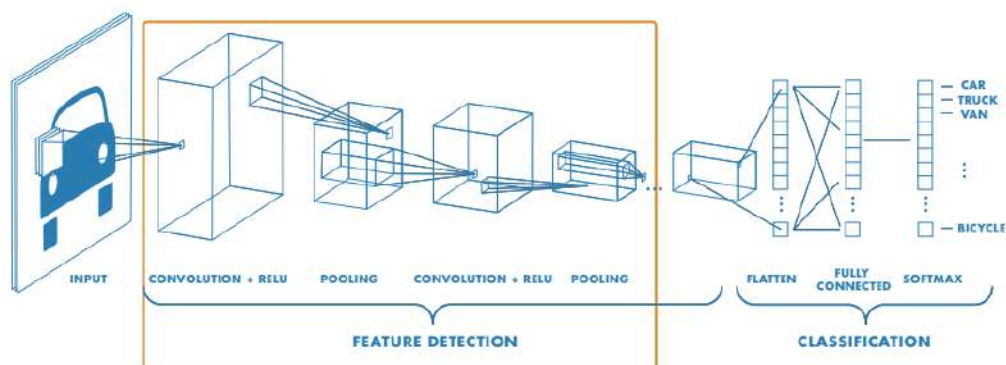 CAR
TRUCK
VAN
BICYCLE
INPUT
CONVOLUTION + RELU
POOLING
CONVOLUTION + RELU
POOLING
FLATTEN
FULLY
CONNECTED
SOFTMAX
FEATURE DETECTION
CLASSIFICATION